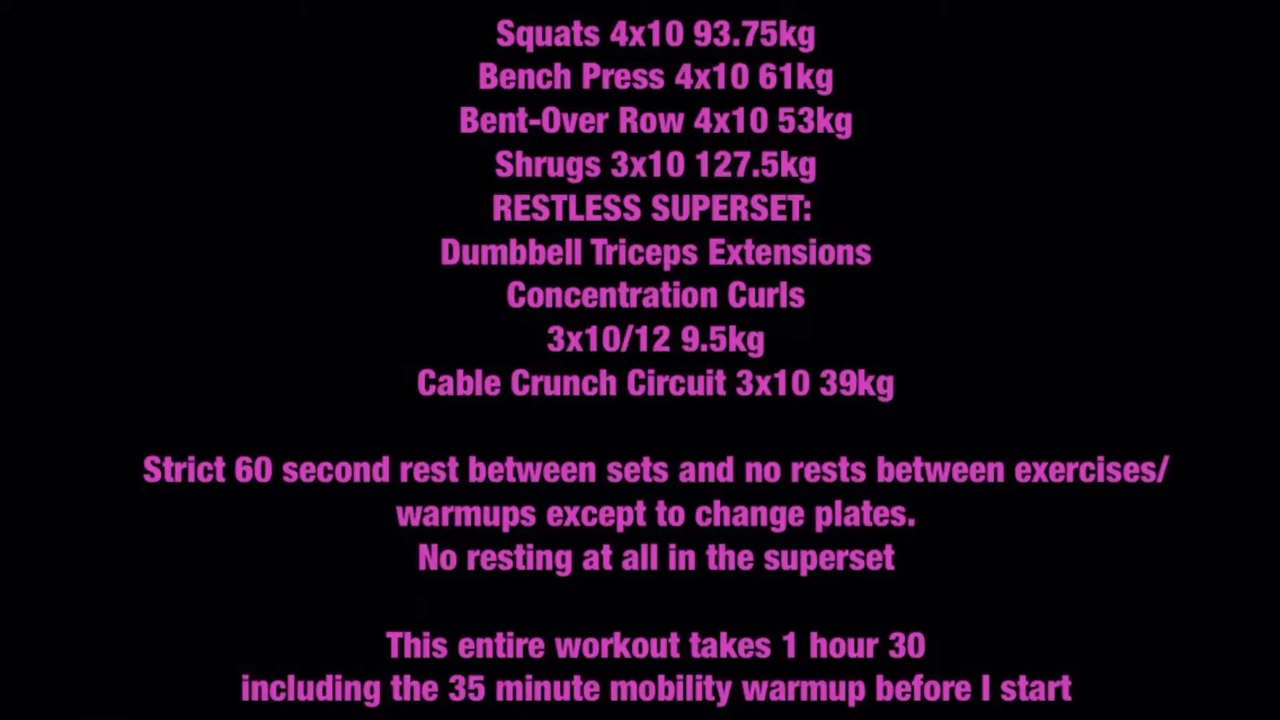 Squats 4x10 93.75kg
Bench Press 4x10 61kg
Bent-Over Row 4x10 53kg
Shrugs 3x10 127.5kg
RESTLESS SUPERSET:
Dumbbell Triceps Extensions
Concentration Curls
3x10/12 9.5kg
Cable Crunch Circuit 3x10 39kg
Strict 60 second rest between sets and no rests between exercises/
warmups except to change plates.
No resting at all in the superset
This entire workout takes 1 hour 30
including the 35 minute mobility warmup before I start